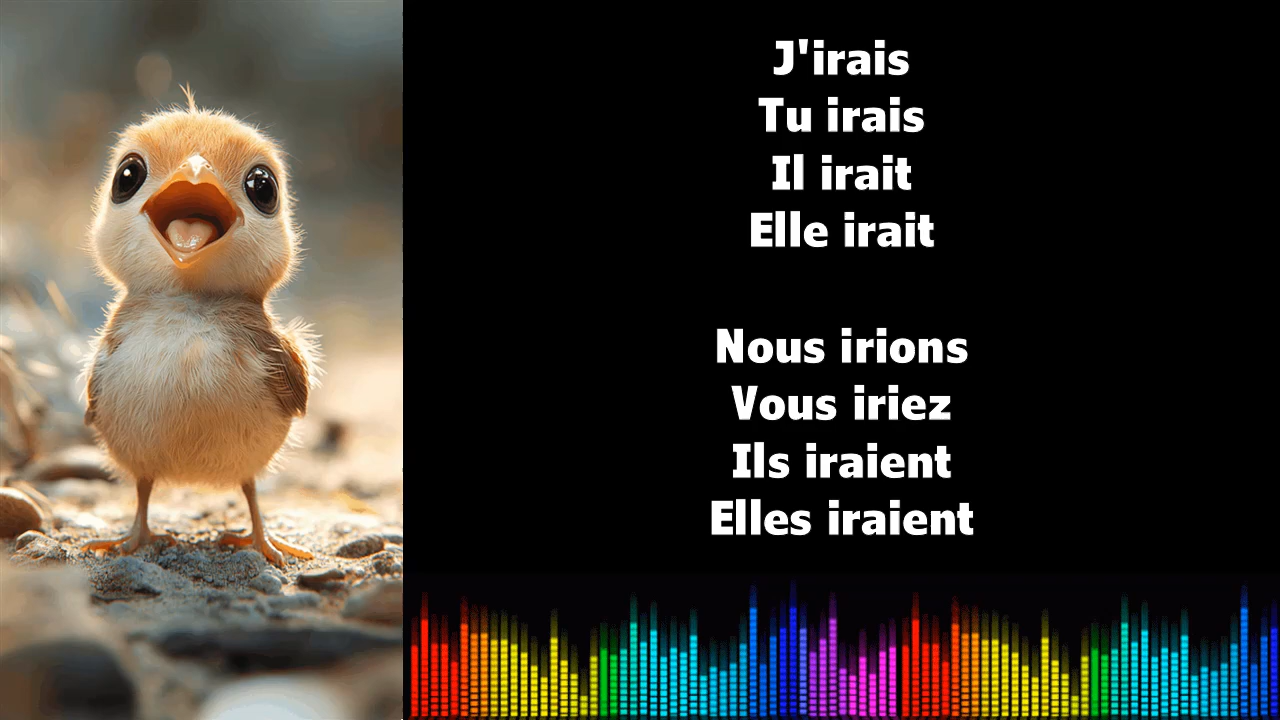 J'irais
Tu irais
Il irait
Elle irait
Nous irions
Vous iriez
Ils iraient
Elles iraient